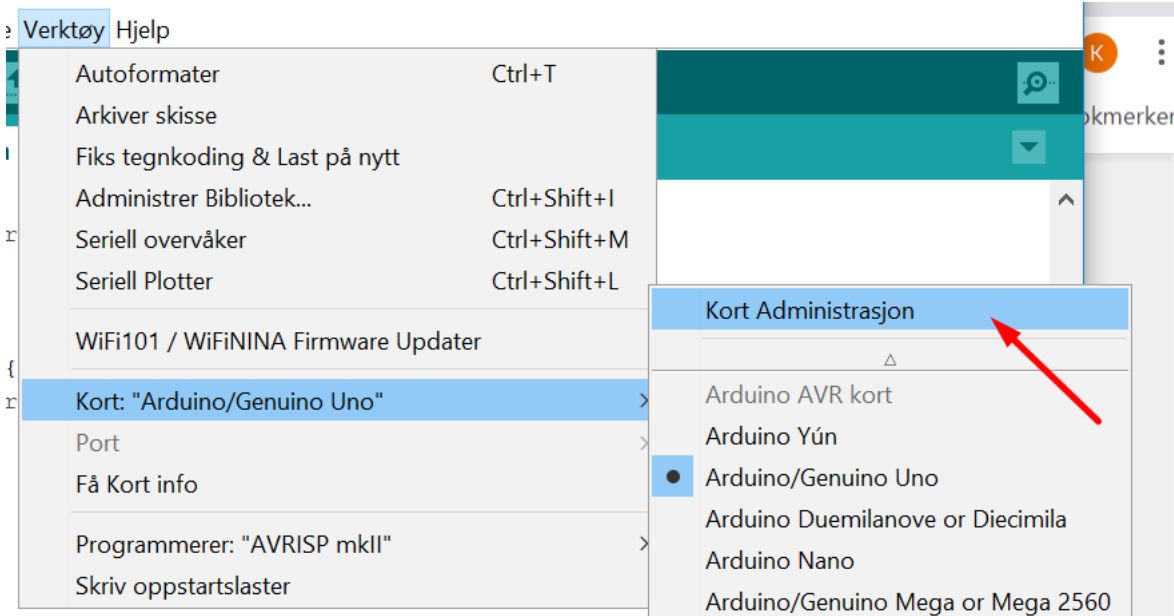 Verktøy Hjelp
Autoformater Ctrl+T
Arkiver skisse
Fiks tegnkoding & Last på nytt
Administrer Bibliotek... Ctrl+Shift+I
Seriell overvåker Ctrl+Shift+M
Seriell Plotter Ctrl+Shift+L
WiFi101 / WiFiNINA Firmware Updater
Kort: "Arduino/Genuino Uno"
Port
Få Kort info
Programmerer: "AVRISP mkII"
Skriv oppstartslaster
Kort Administrasjon
Arduino AVR kort
Arduino Yún
Arduino/Genuino Uno
Arduino Duemilanove or Diecimila
Arduino Nano
Arduino/Genuino Mega or Mega 2560
K
okmerker